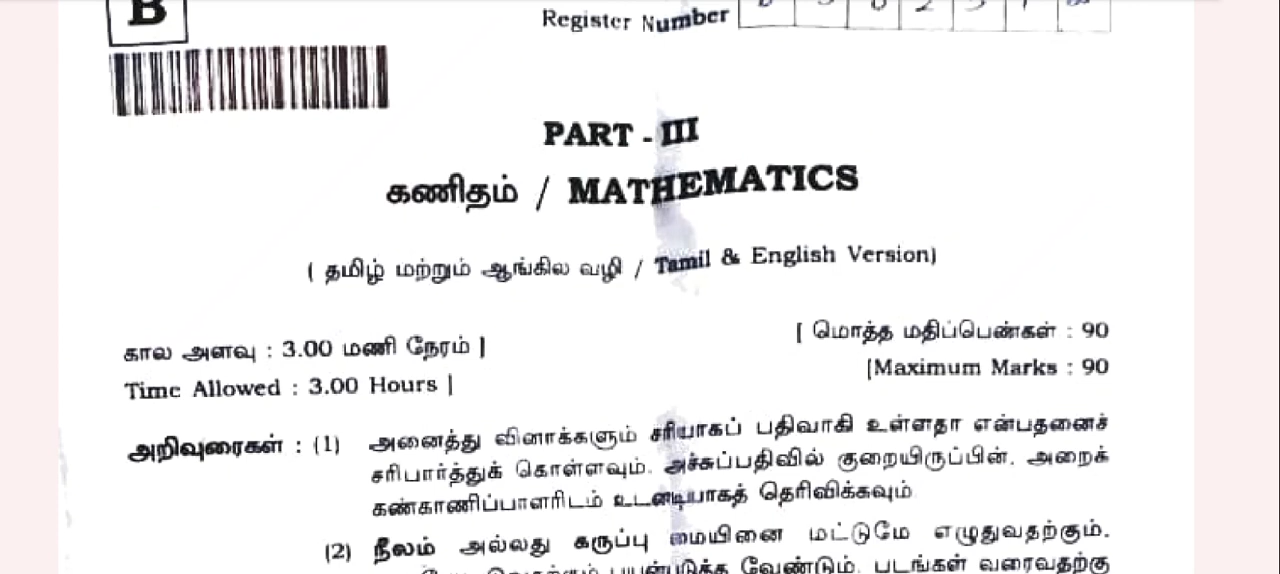 B
Register Number
PART - III
கணிதம் / MATHEMATICS
( தமிழ் மற்றும் ஆங்கில வழி / Tamil & English Version)
கால அளவு : 3.00 மணி நேரம் ]
[ மொத்த மதிப்பெண்கள் : 90
Time Allowed : 3.00 Hours ]
[Maximum Marks : 90
அறிவுரைகள் : (1) அனைத்து வினாக்களும் சரியாகப் பதிவாகி உள்ளதா என்பதனைச்
சரிபார்த்துக் கொள்ளவும். அச்சுப்பதிவில் குறையிருப்பின், அறைக்
கண்காணிப்பாளரிடம் உடனடியாகத் தெரிவிக்கவும்
(2) நீலம் அல்லது கருப்பு மையினை மட்டுமே எழுதுவதற்கும்,
பயன்படுத்த வேண்டும். படங்கள் வரைவதற்கு